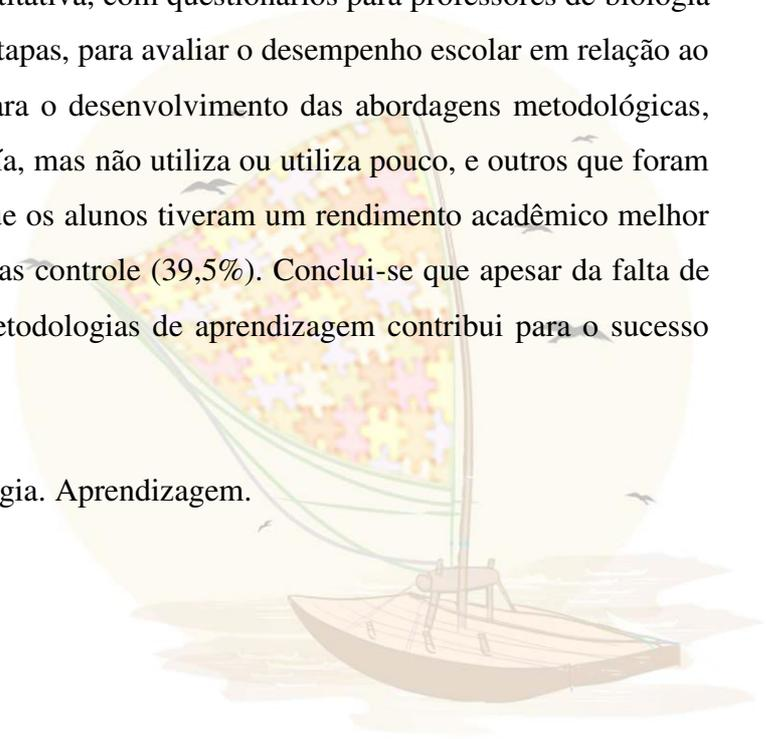 titativa, com questionários para professores de biologia
tapas, para avaliar o desempenho escolar em relação ao
ara o desenvolvimento das abordagens metodológicas,
ía, mas não utiliza ou utiliza pouco, e outros que foram
ue os alunos tiveram um rendimento acadêmico melhor
as controle (39,5%). Conclui-se que apesar da falta de
etodologias de aprendizagem contribui para o sucesso
gia. Aprendizagem.